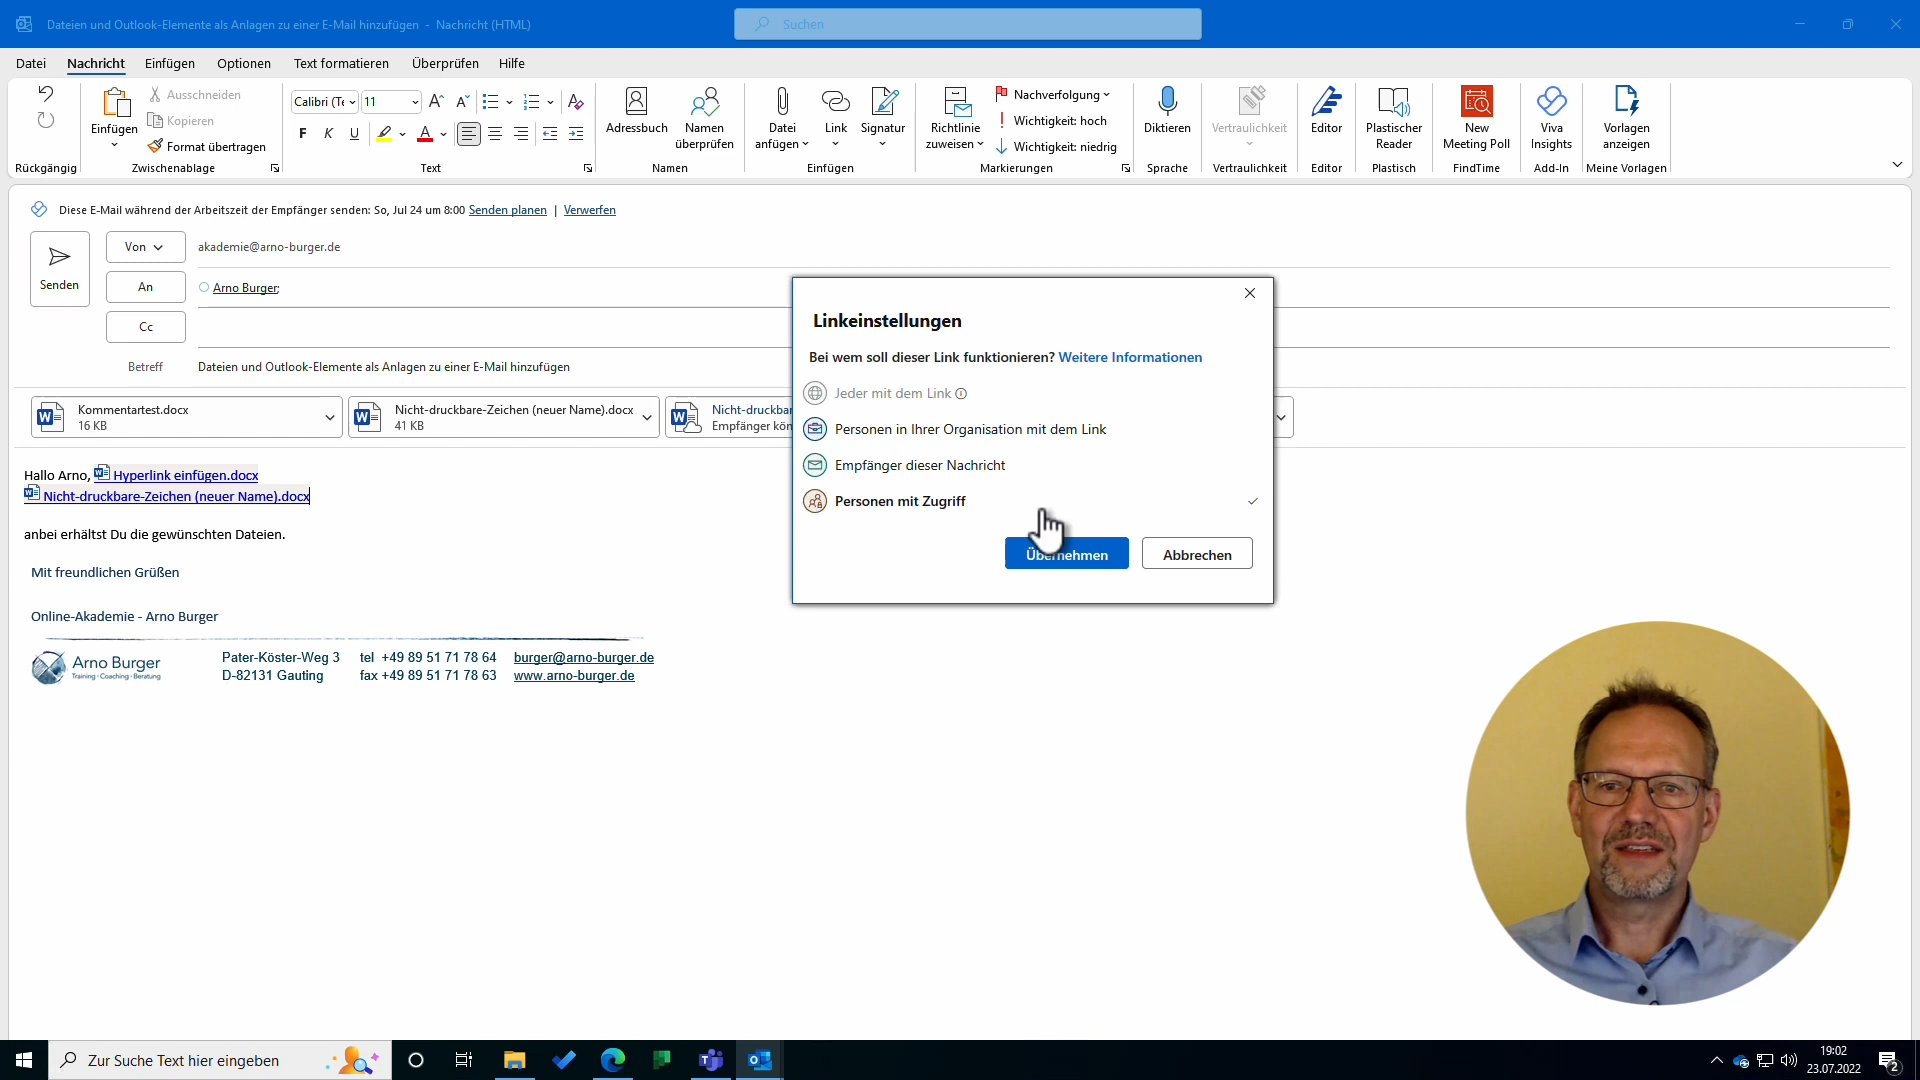 Dateien und Outlook-Elemente als Anlagen zu einer E-Mail hinzufügen - Nachricht (HTML)
Suchen
Datei Nachricht Einfügen Optionen Text formatieren Überprüfen Hilfe
Rückgängig
Einfügen
Ausschneiden
Kopieren
Format übertragen
Zwischenablage
Calibri (Te 11
F K U A
Text
Adressbuch
Namen
überprüfen
Namen
Datei
anfügen
Link
Signatur
Einfügen
Richtlinie
zuweisen
Nachverfolgung
Wichtigkeit: hoch
Wichtigkeit: niedrig
Markierungen
Diktieren
Sprache
Vertraulichkeit
Vertraulichkeit
Editor
Editor
Plastischer
Reader
Plastisch
New
Meeting Poll
FindTime
Viva
Insights
Add-In
Vorlagen
anzeigen
Meine Vorlagen
Diese E-Mail während der Arbeitszeit der Empfänger senden: So, Jul 24 um 8:00 Senden planen | Verwerfen
Senden
Von akademie@arno-burger.de
An Arno Burger;
Cc
Betreff Dateien und Outlook-Elemente als Anlagen zu einer E-Mail hinzufügen
Kommentartest.docx
16 KB
Nicht-druckbare-Zeichen (neuer Name).docx
41 KB
Nicht-druckbar
Empfänger kön
Linkeinstellungen
Bei wem soll dieser Link funktionieren? Weitere Informationen
Jeder mit dem Link
Personen in Ihrer Organisation mit dem Link
Empfänger dieser Nachricht
Personen mit Zugriff
Übernehmen Abbrechen
Hallo Arno, Hyperlink einfügen.docx
Nicht-druckbare-Zeichen (neuer Name).docx
anbei erhältst Du die gewünschten Dateien.
Mit freundlichen Grüßen
Online-Akademie - Arno Burger
Arno Burger
Training · Coaching · Beratung
Pater-Köster-Weg 3 tel +49 89 51 71 78 64 burger@arno-burger.de
D-82131 Gauting fax +49 89 51 71 78 63 www.arno-burger.de
Zur Suche Text hier eingeben
19:02
23.07.2022
2